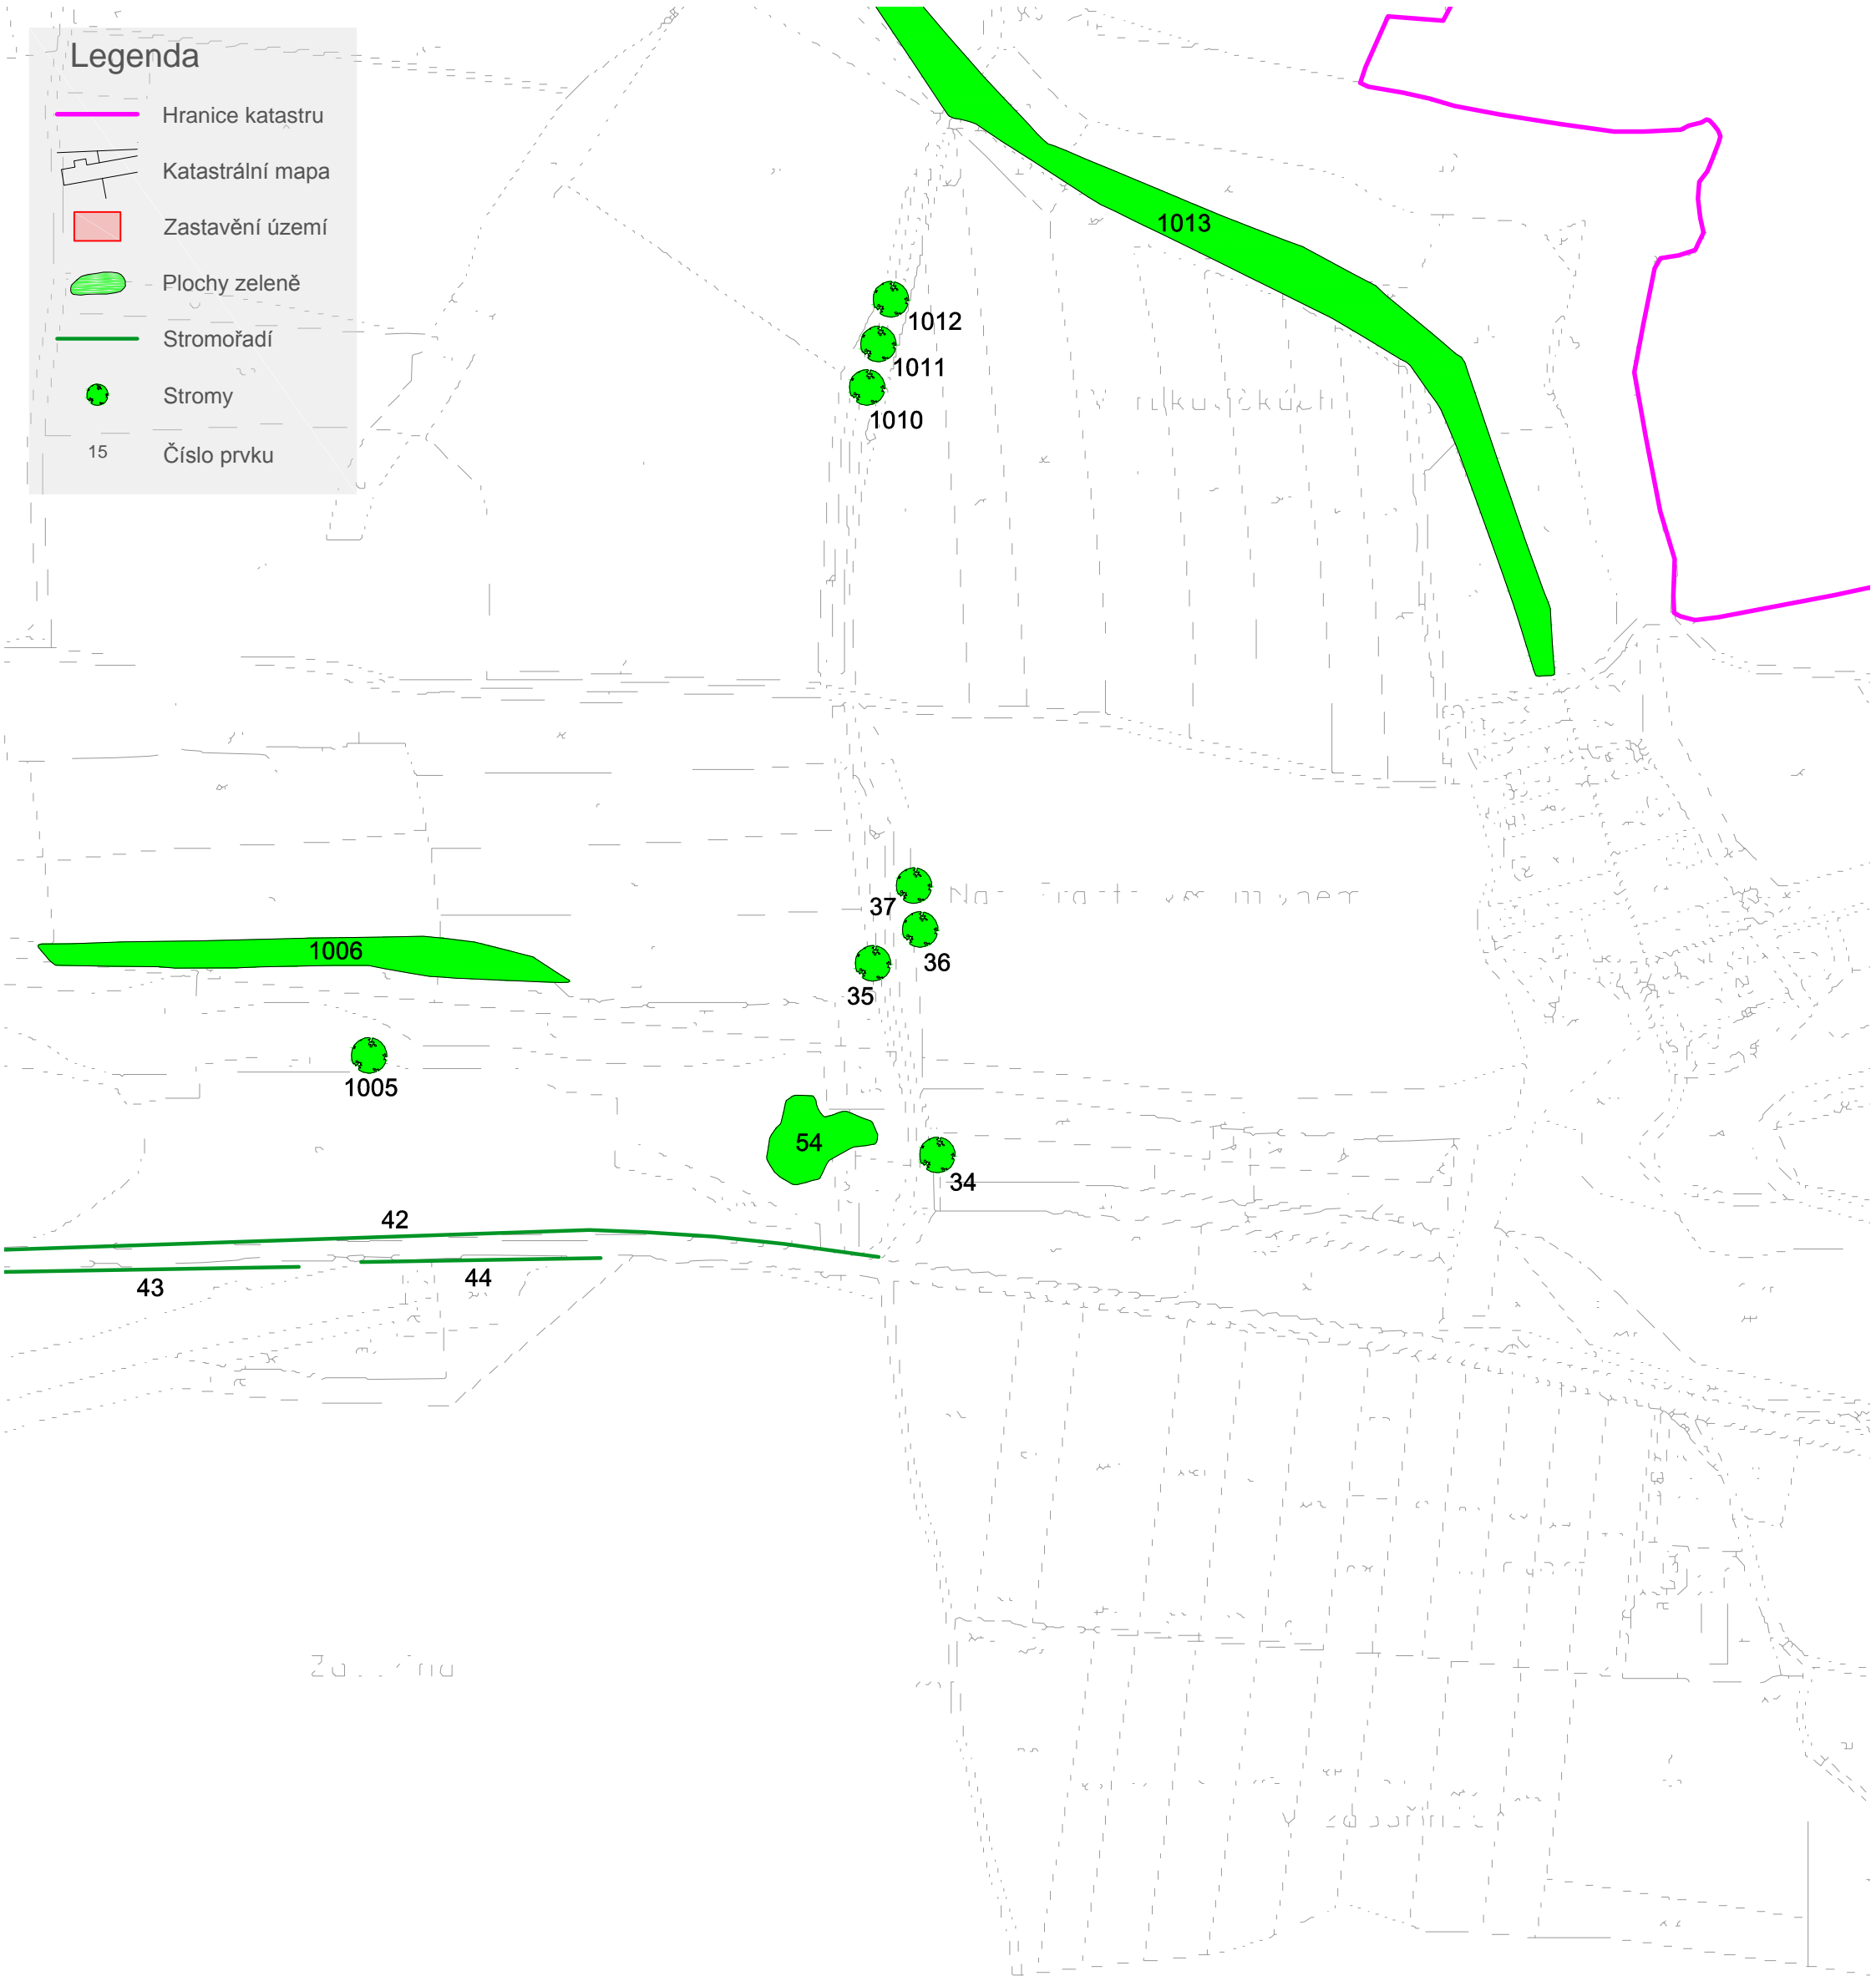 Legenda
Hranice katastru
Katastrální mapa
Zastavění území
Plochy zeleně
Stromořadí
Stromy
15 Číslo prvku
1013
1012
1011
1010
37
36
35
1006
1005
54
34
42
43
44